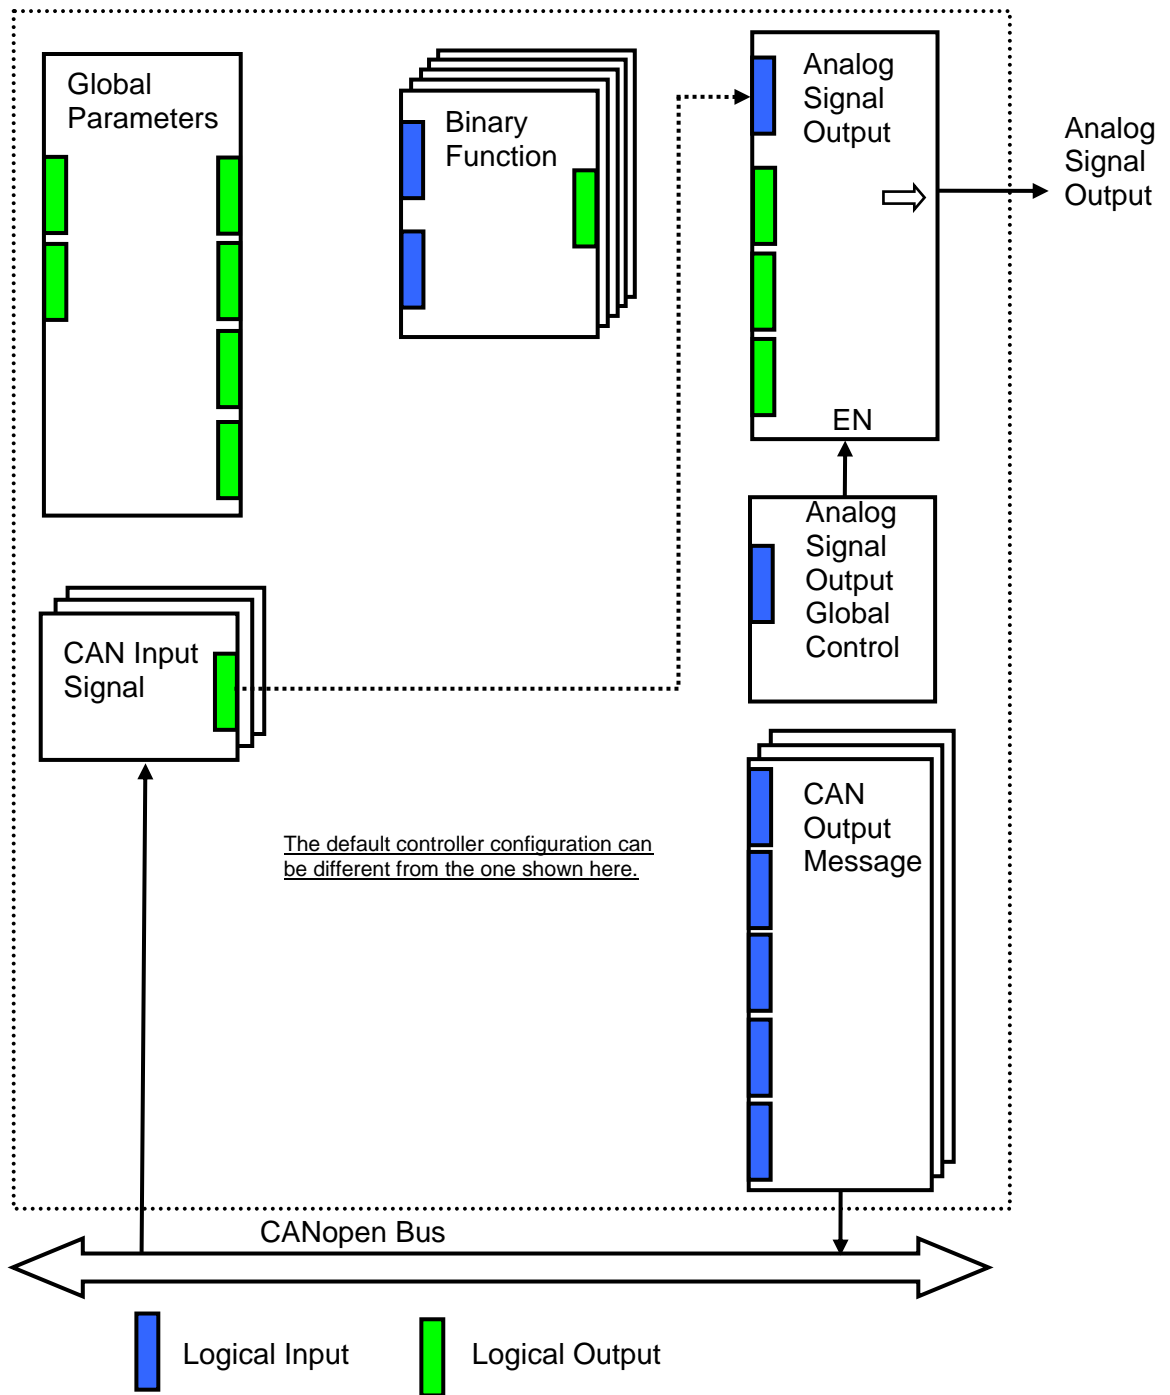 Global
Parameters
Binary
Function
Analog
Signal
Output
EN
Analog
Signal
Output
Analog
Signal
Output
Global
Control
CAN Input
Signal
The default controller configuration can
be different from the one shown here.
CAN
Output
Message
CANopen Bus
Logical Input
Logical Output